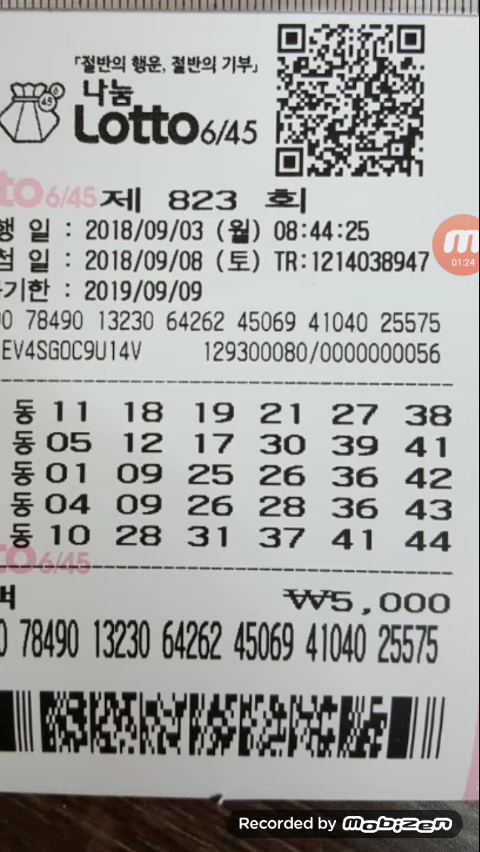 「절반의 행운, 절반의 기부」
나눔
Lotto6/45
to6/45 제 823 회
행 일 : 2018/09/03 (월) 08:44:25
첨 일 : 2018/09/08 (토) TR:1214038947
01:24
기한 : 2019/09/09
78490 13230 64262 45069 41040 25575
EV4SGOC9U14V 129300080/0000000056
동 11 18 19 21 27 38
동 05 12 17 30 39 41
동 01 09 25 26 36 42
동 04 09 26 28 36 43
동 10 28 31 37 41 44
to6/45
₩5,000
78490 13230 64262 45069 41040 25575
Recorded by mobizen